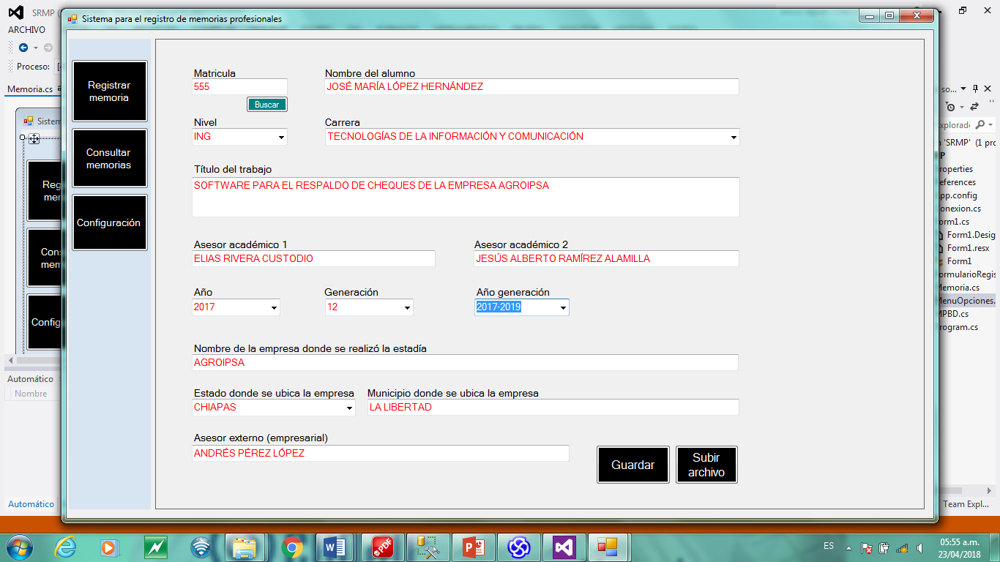 SRMP (
Sistema para el registro de memorias profesionales
ARCHIVO
Proceso:
Memoria.cs
Sistem
Reg
mer
Con
mem
Config
Automático
Nombre
Automático
Registrar
memoria
Consultar
memorias
Configuración
Matricula
Nombre del alumno
555
JOSÉ MARÍA LÓPEZ HERNÁNDEZ
Buscar
Nivel
Carrera
ING
TECNOLOGÍAS DE LA INFORMACIÓN Y COMUNICACIÓN
Título del trabajo
SOFTWARE PARA EL RESPALDO DE CHEQUES DE LA EMPRESA AGROIPSA
Asesor académico 1
Asesor académico 2
ELIAS RIVERA CUSTODIO
JESÚS ALBERTO RAMÍREZ ALAMILLA
Año
Generación
Año generación
2017
12
2017-2019
Nombre de la empresa donde se realizó la estadía
AGROIPSA
Estado donde se ubica la empresa
Municipio donde se ubica la empresa
CHIAPAS
LA LIBERTAD
Asesor externo (empresarial)
ANDRÉS PÉREZ LÓPEZ
Guardar
Subir
archivo
so...
xplorado
'SRMP' (1 pro
P
roperties
eferences
pp.config
onexion.cs
orm1.cs
Form1.Desig
Form1.resx
Form1
ormularioRegis
Memoria.cs
MenuOpciones.
MPBD.cs
rogram.cs
Team Expl...
PDF
ES
05:55 a.m.
23/04/2018